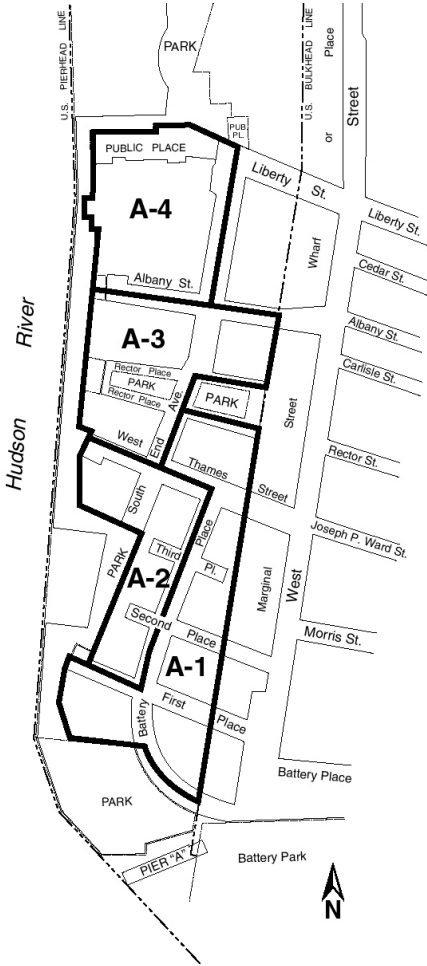 U.S. PIERHEAD LINE
PARK
U.S. BULKHEAD LINE
Place
or
Street
PUB.
PL.
PUBLIC PLACE
Liberty St.
A-4
Wharf
Liberty St.
Cedar St.
Albany St.
Albany St.
A-3
Carlisle St.
Hudson River
Rector Place
PARK
Rector Place
PARK
West
End
Ave
Street
Rector St.
Thames
Street
South
Place
Joseph P. Ward St.
PARK
Third
Pl.
A-2
Marginal
West
Second
Place
Morris St.
A-1
Battery
First
Place
Battery Place
PARK
PIER "A"
Battery Park
N